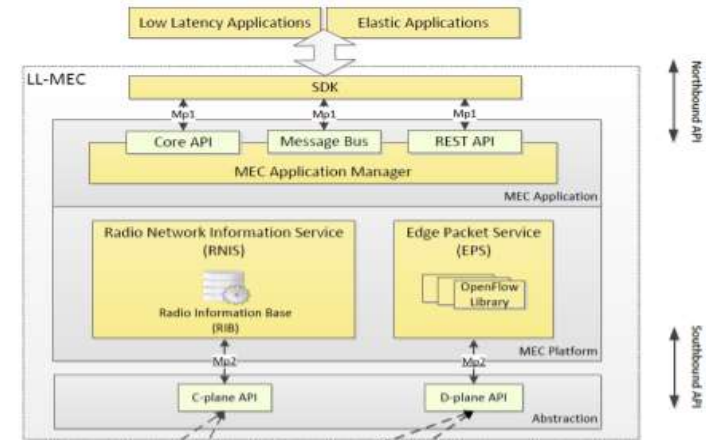 Low Latency Applications
Elastic Applications
LL-MEC
SDK
Mp1
Mp1
Mp1
Core API
Message Bus
REST API
MEC Application Manager
MEC Application
Northbound API
Radio Network Information Service
(RNIS)
Radio Information Base
(RIB)
Edge Packet Service
(EPS)
OpenFlow
Library
MEC Platform
Mp2
Mp2
C-plane API
D-plane API
Abstraction
Southbound API